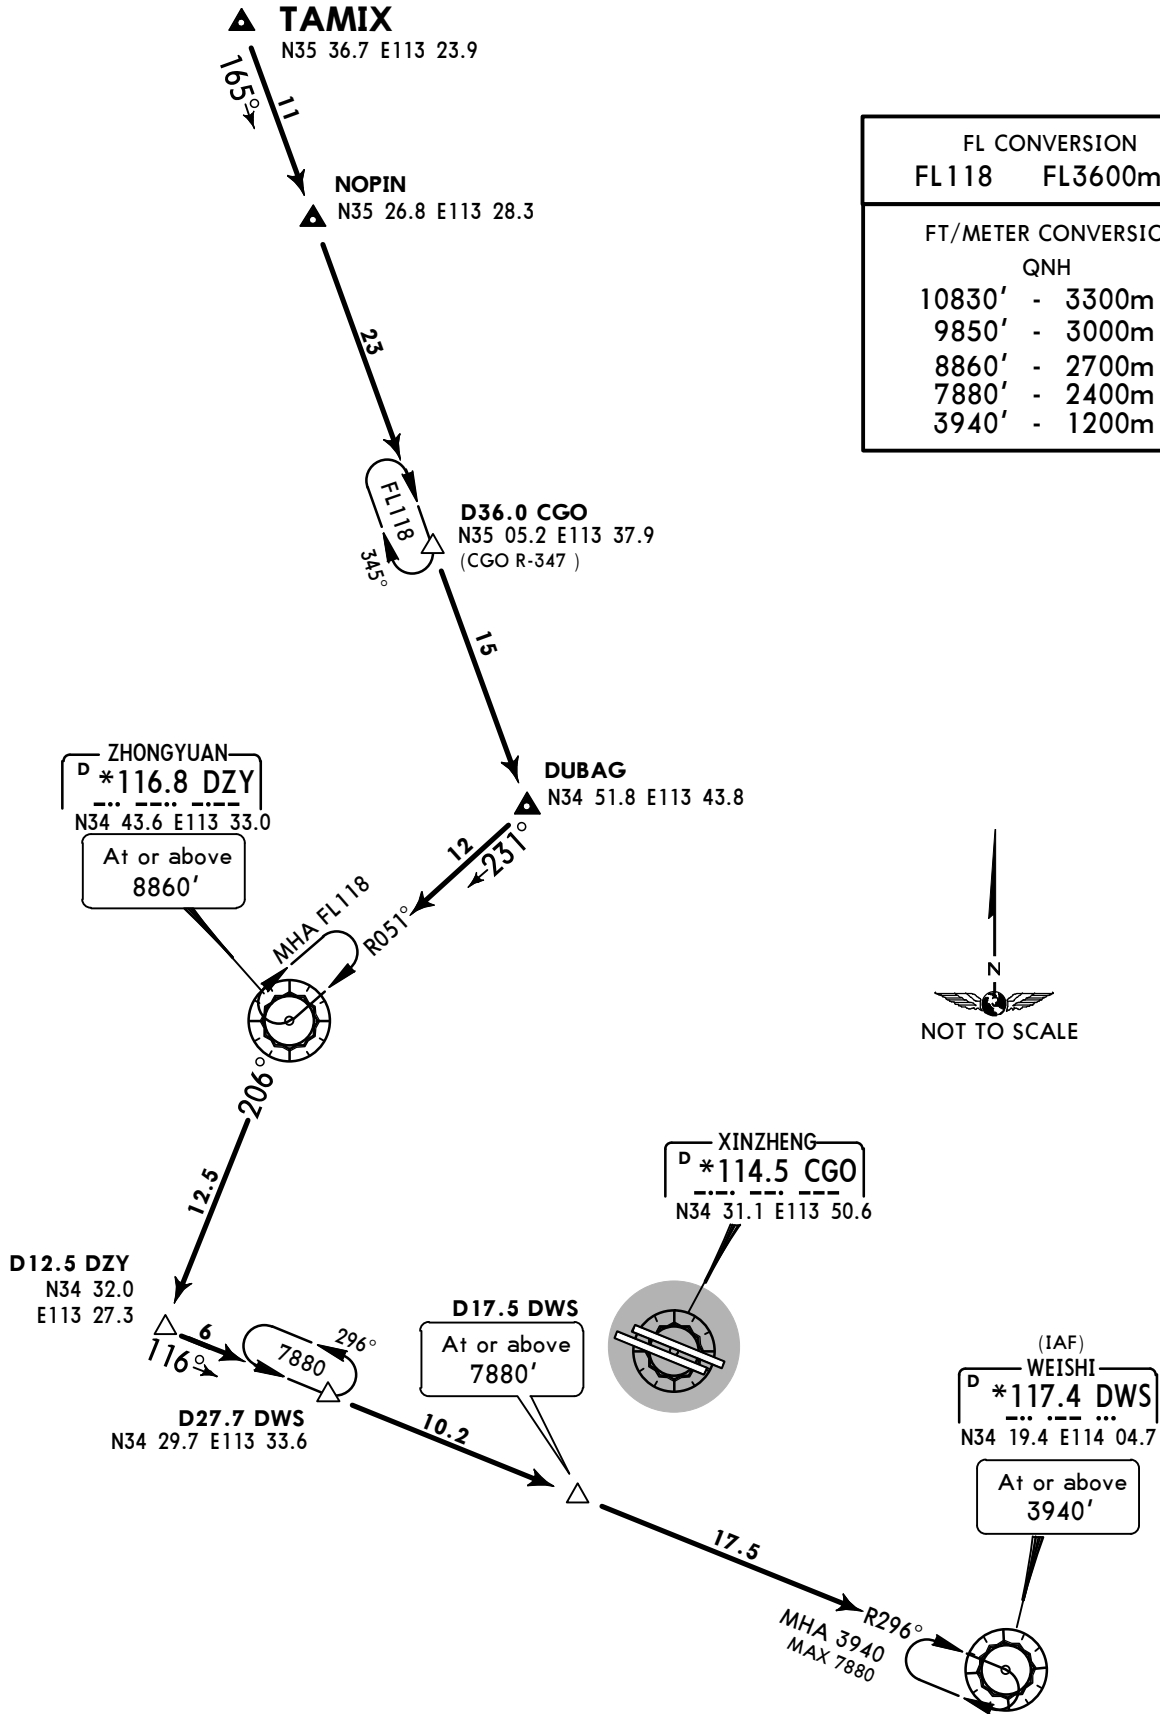 TAMIX
N35 36.7 E113 23.9
165°
11
NOPIN
N35 26.8 E113 28.3
FL CONVERSION
FL118 FL3600m
FT/METER CONVERSIO
QNH
10830' - 3300m
9850' - 3000m
8860' - 2700m
7880' - 2400m
3940' - 1200m
23
FL118
345°
D36.0 CGO
N35 05.2 E113 37.9
(CGO R-347 )
15
DUBAG
N34 51.8 E113 43.8
ZHONGYUAN
D *116.8 DZY
N34 43.6 E113 33.0
At or above
8860'
12
231°
R051°
MHA FL118
N
NOT TO SCALE
206°
12.5
XINZHENG
D *114.5 CGO
N34 31.1 E113 50.6
D12.5 DZY
N34 32.0
E113 27.3
6
116°
7880
296°
D27.7 DWS
N34 29.7 E113 33.6
D17.5 DWS
At or above
7880'
10.2
17.5
(IAF)
WEISHI
D *117.4 DWS
N34 19.4 E114 04.7
At or above
3940'
R296°
MHA 3940
MAX 7880